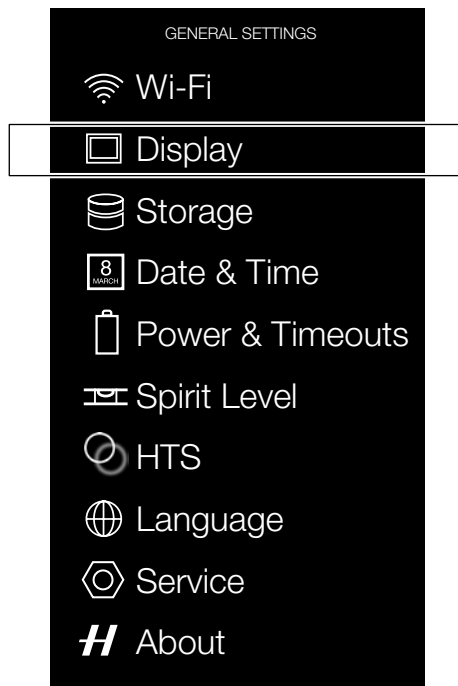 GENERAL SETTINGS
Wi-Fi
Display
Storage
8
MARCH
Date & Time
Power & Timeouts
Spirit Level
HTS
Language
Service
H About